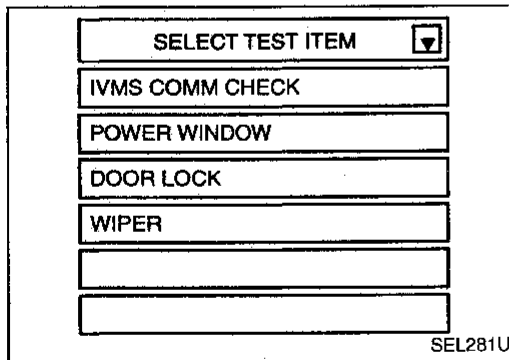 SELECT TEST ITEM
IVMS COMM CHECK
POWER WINDOW
DOOR LOCK
WIPER
SEL281U